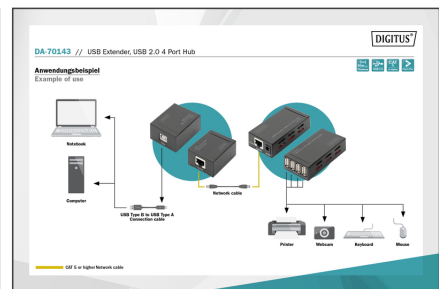 DIGITUS®
DA-70143 // USB Extender, USB 2.0 4 Port Hub
Anwendungsbeispiel
Example of use
Notebook
Computer
USB Type B to USB Type A
Connection cable
Network cable
Printer
Webcam
Keyboard
Mouse
CAT 5 or higher Network cable